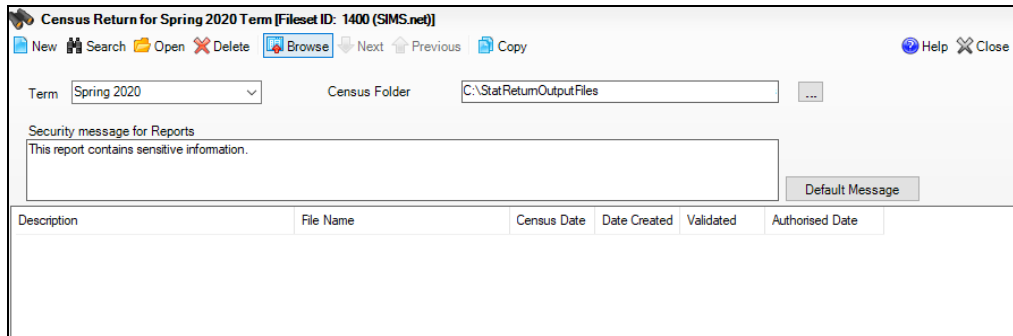 Census Return for Spring 2020 Term [Fileset ID: 1400 (SIMS.net)]
New Search Open Delete Browse Next Previous Copy Help Close
Term Spring 2020 Census Folder C:\StatReturnOutputFiles ...
Security message for Reports
This report contains sensitive information.
Default Message
Description File Name Census Date Date Created Validated Authorised Date